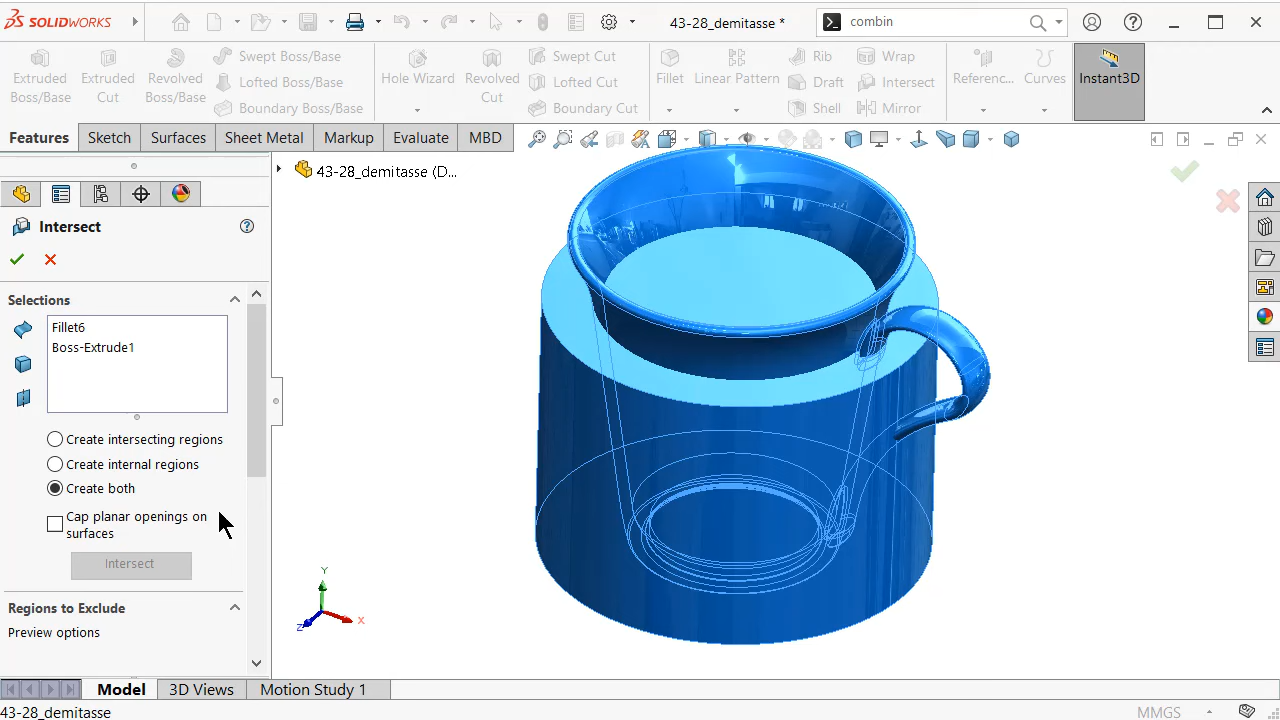 SOLIDWORKS
43-28_demitasse *
combin
Extruded Boss/Base
Extruded Cut
Revolved Boss/Base
Swept Boss/Base
Lofted Boss/Base
Boundary Boss/Base
Hole Wizard
Revolved Cut
Swept Cut
Lofted Cut
Boundary Cut
Fillet
Linear Pattern
Rib
Draft
Shell
Wrap
Intersect
Mirror
Referenc...
Curves
Instant3D
Features
Sketch
Surfaces
Sheet Metal
Markup
Evaluate
MBD
43-28_demitasse (D...
Intersect
Selections
Fillet6
Boss-Extrude1
Create intersecting regions
Create internal regions
Create both
Cap planar openings on
surfaces
Intersect
Regions to Exclude
Preview options
Y
X
Z
Model
3D Views
Motion Study 1
43-28_demitasse
MMGS